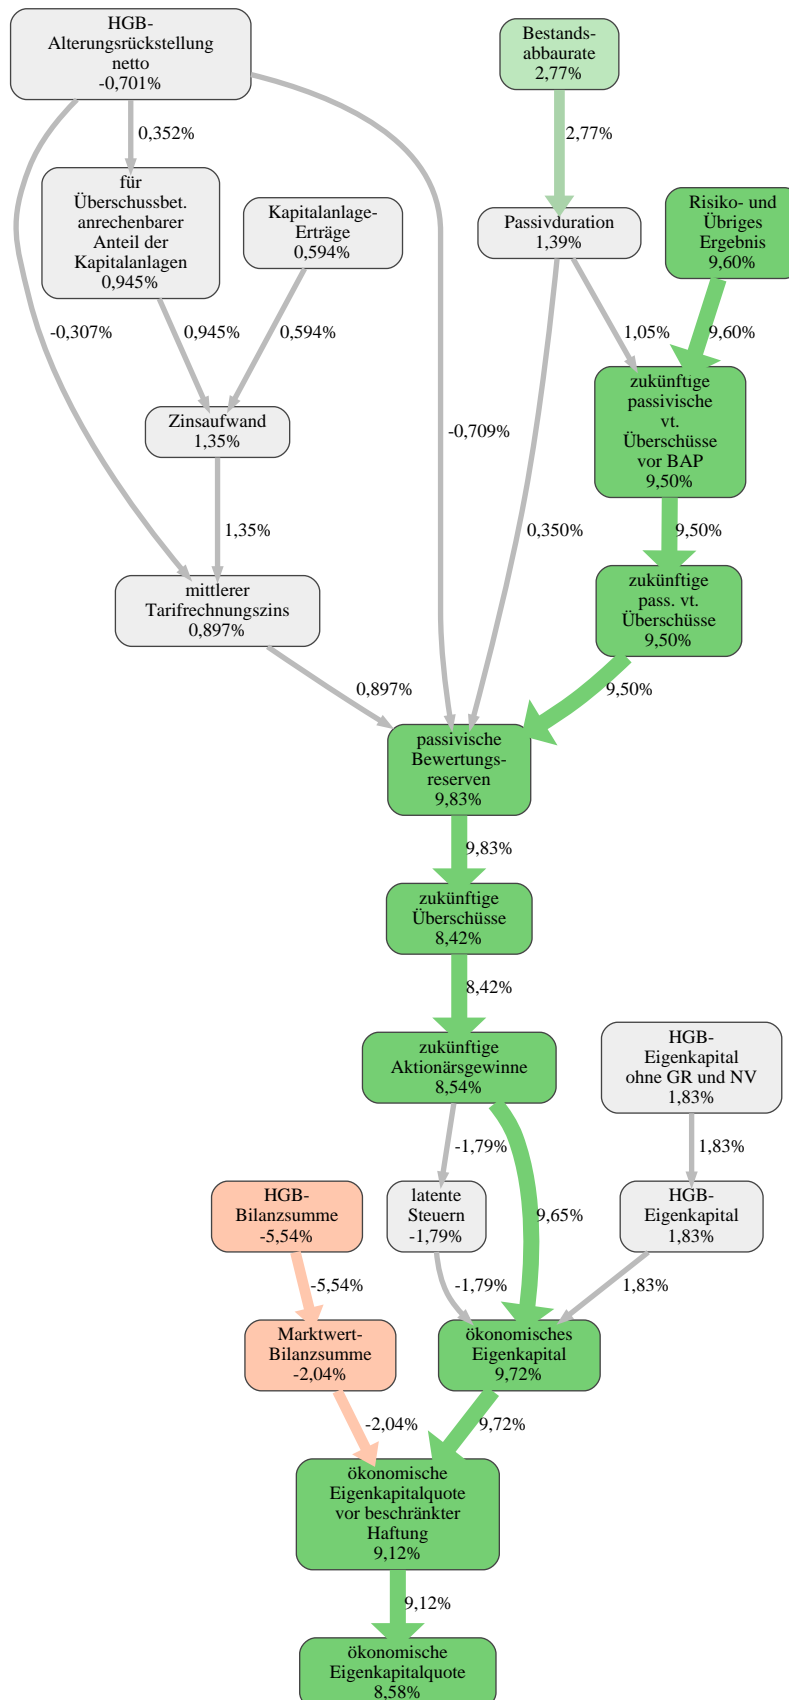 HGB-
Alterungsrückstellung
netto
-0,701%
Bestands-
abbaurate
2,77%
0,352%
2,77%
für
Überschussbet.
anrechenbarer
Anteil der
Kapitalanlagen
0,945%
Kapitalanlage-
Erträge
0,594%
Passivduration
1,39%
Risiko- und
Übriges
Ergebnis
9,60%
-0,307%
0,945%
0,594%
1,05%
9,60%
Zinsaufwand
1,35%
-0,709%
zukünftige
passivische
vt.
Überschüsse
vor BAP
9,50%
1,35%
0,350%
9,50%
mittlerer
Tarifrechnungszins
0,897%
zukünftige
pass. vt.
Überschüsse
9,50%
0,897%
9,50%
passivische
Bewertungs-
reserven
9,83%
9,83%
zukünftige
Überschüsse
8,42%
8,42%
zukünftige
Aktionärsgewinne
8,54%
HGB-
Eigenkapital
ohne GR und NV
1,83%
-1,79%
1,83%
HGB-
Bilanzsumme
-5,54%
latente
Steuern
-1,79%
9,65%
HGB-
Eigenkapital
1,83%
-5,54%
-1,79%
1,83%
Marktwert-
Bilanzsumme
-2,04%
ökonomisches
Eigenkapital
9,72%
-2,04%
9,72%
ökonomische
Eigenkapitalquote
vor beschränkter
Haftung
9,12%
9,12%
ökonomische
Eigenkapitalquote
8,58%